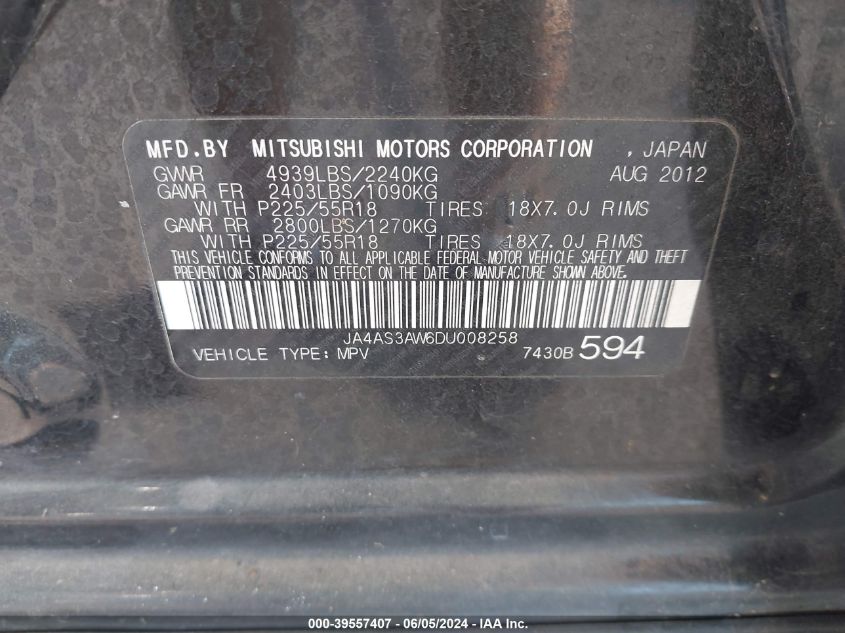 MFD.BY MITSUBISHI MOTORS CORPORATION , JAPAN
GVWR 4939LBS/2240KG AUG 2012
GAWR FR 2403LBS/1090KG
WITH P225/55R18 TIRES 18X7.0J RIMS
GAWR RR 2800LBS/1270KG
WITH P225/55R18 TIRES 18X7.0J RIMS
THIS VEHICLE CONFORMS TO ALL APPLICABLE FEDERAL MOTOR VEHICLE SAFETY AND THEFT
PREVENTION STANDARDS IN EFFECT ON THE DATE OF MANUFACTURE SHOWN ABOVE.
JA4AS3AW6DU008258
VEHICLE TYPE: MPV 7430B 594
000-39557407 - 06/05/2024 - IAA Inc.